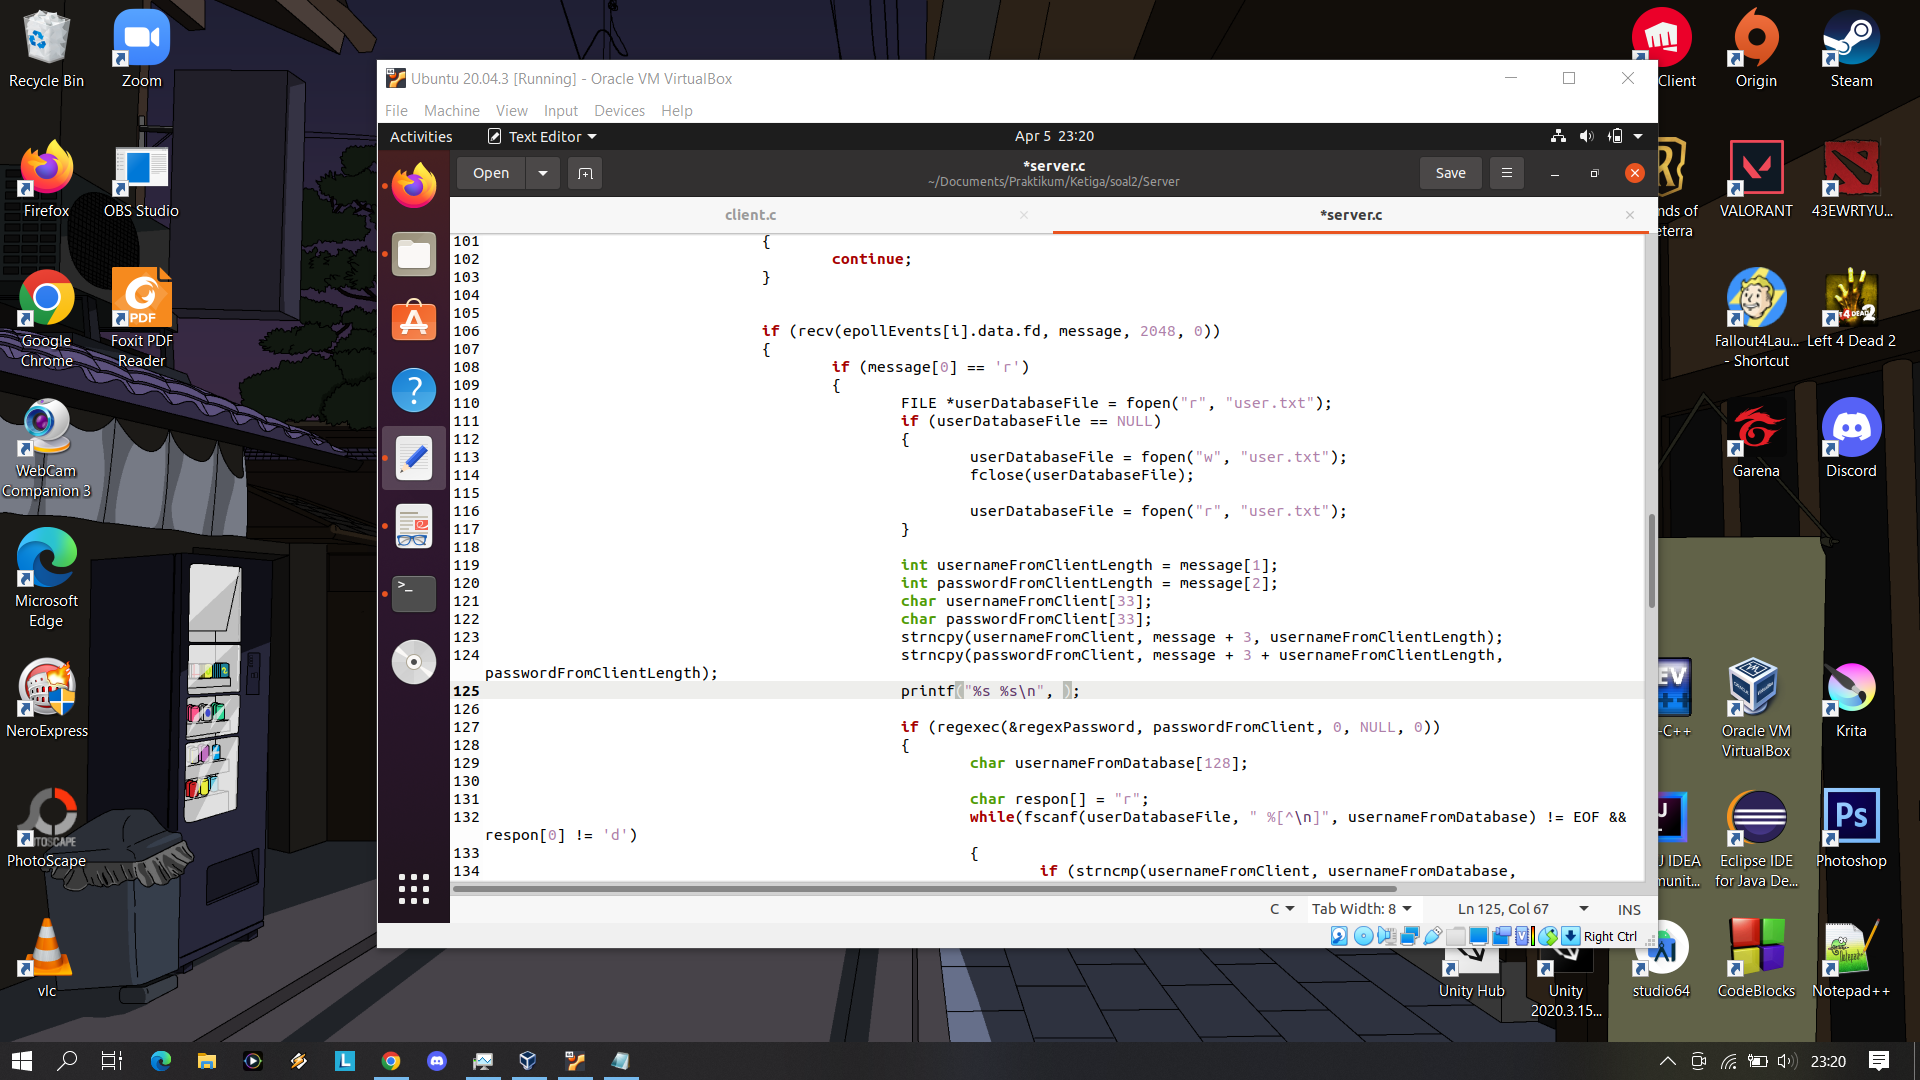 Recycle Bin
Zoom
Firefox
OBS Studio
Google
Chrome
Foxit PDF
Reader
PDF
WebCam
Companion 3
Microsoft
Edge
NeroExpress
PhotoScape
vlc
Ubuntu 20.04.3 [Running] - Oracle VM VirtualBox
File Machine View Input Devices Help
Activities
Text Editor
Apr 5 23:20
Open
*server.c
~/Documents/Praktikum/Ketiga/soal2/Server
Save
client.c
*server.c
101 {
102 continue;
103 }
104
105
106 if (recv(epollEvents[i].data.fd, message, 2048, 0))
107 {
108 if (message[0] == 'r')
109 {
110 FILE *userDatabaseFile = fopen("r", "user.txt");
111 if (userDatabaseFile == NULL)
112 {
113 userDatabaseFile = fopen("w", "user.txt");
114 fclose(userDatabaseFile);
115
116 userDatabaseFile = fopen("r", "user.txt");
117 }
118
119 int usernameFromClientLength = message[1];
120 int passwordFromClientLength = message[2];
121 char usernameFromClient[33];
122 char passwordFromClient[33];
123 strncpy(usernameFromClient, message + 3, usernameFromClientLength);
124 strncpy(passwordFromClient, message + 3 + usernameFromClientLength,
passwordFromClientLength);
125 printf("%s %s\n", );
126
127 if (regexec(&regexPassword, passwordFromClient, 0, NULL, 0))
128 {
129 char usernameFromDatabase[128];
130
131 char respon[] = "r";
132 while(fscanf(userDatabaseFile, " %[^\n]", usernameFromDatabase) != EOF &&
respon[0] != 'd')
133 {
134 if (strncmp(usernameFromClient, usernameFromDatabase,
C
Tab Width: 8
Ln 125, Col 67
INS
Right Ctrl
Client
Origin
Steam
nds of
eterra
VALORANT
43EWRTYU...
Fallout4Lau...
- Shortcut
Left 4 Dead 2
Garena
Discord
-C++
Oracle VM
VirtualBox
Krita
J IDEA
munit...
Eclipse IDE
for Java De...
Photoshop
Ps
Unity Hub
Unity
2020.3.15...
studio64
CodeBlocks
Notepad++
23:20